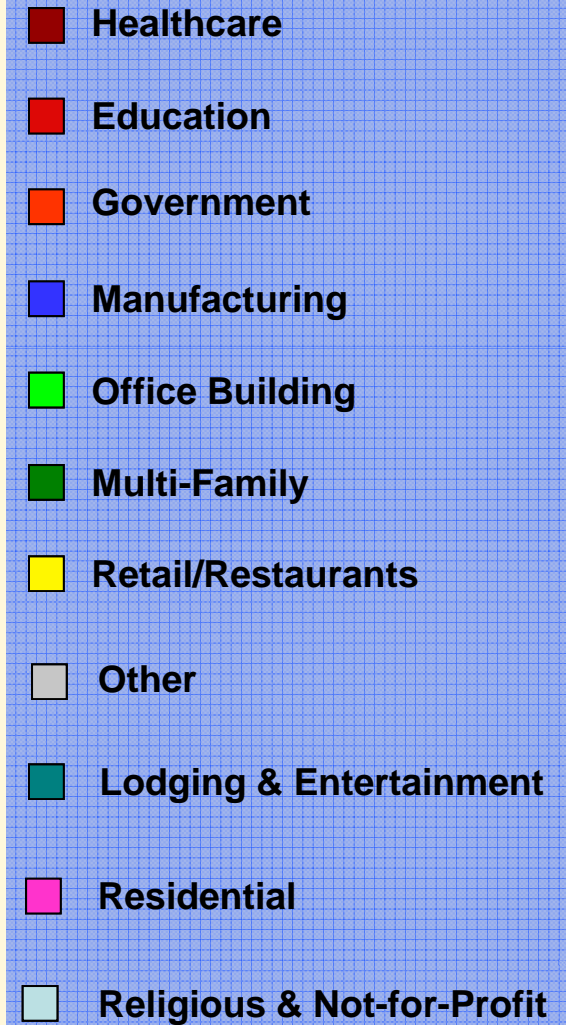 Healthcare
Education
Government
Manufacturing
Office Building
Multi-Family
Retail/Restaurants
Other
Lodging & Entertainment
Residential
Religious & Not-for-Profit